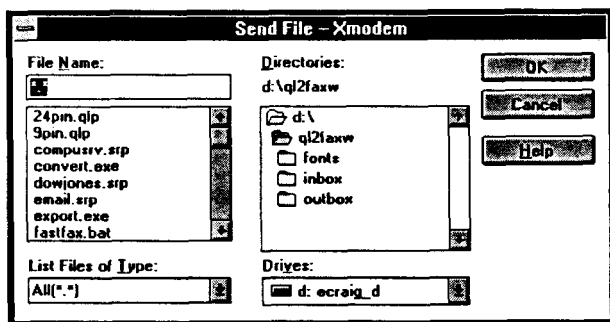 Send File – Xmodem
File Name:
24pin.qlp
9pin.qlp
compusrv.srp
convert.exe
dowjones.srp
email.srp
export.exe
fastfax.bat
List Files of Type:
All(*.*)
Directories:
d:\ql2faxw
d:\
ql2faxw
fonts
inbox
outbox
Drives:
d: ecraig_d
OK
Cancel
Help